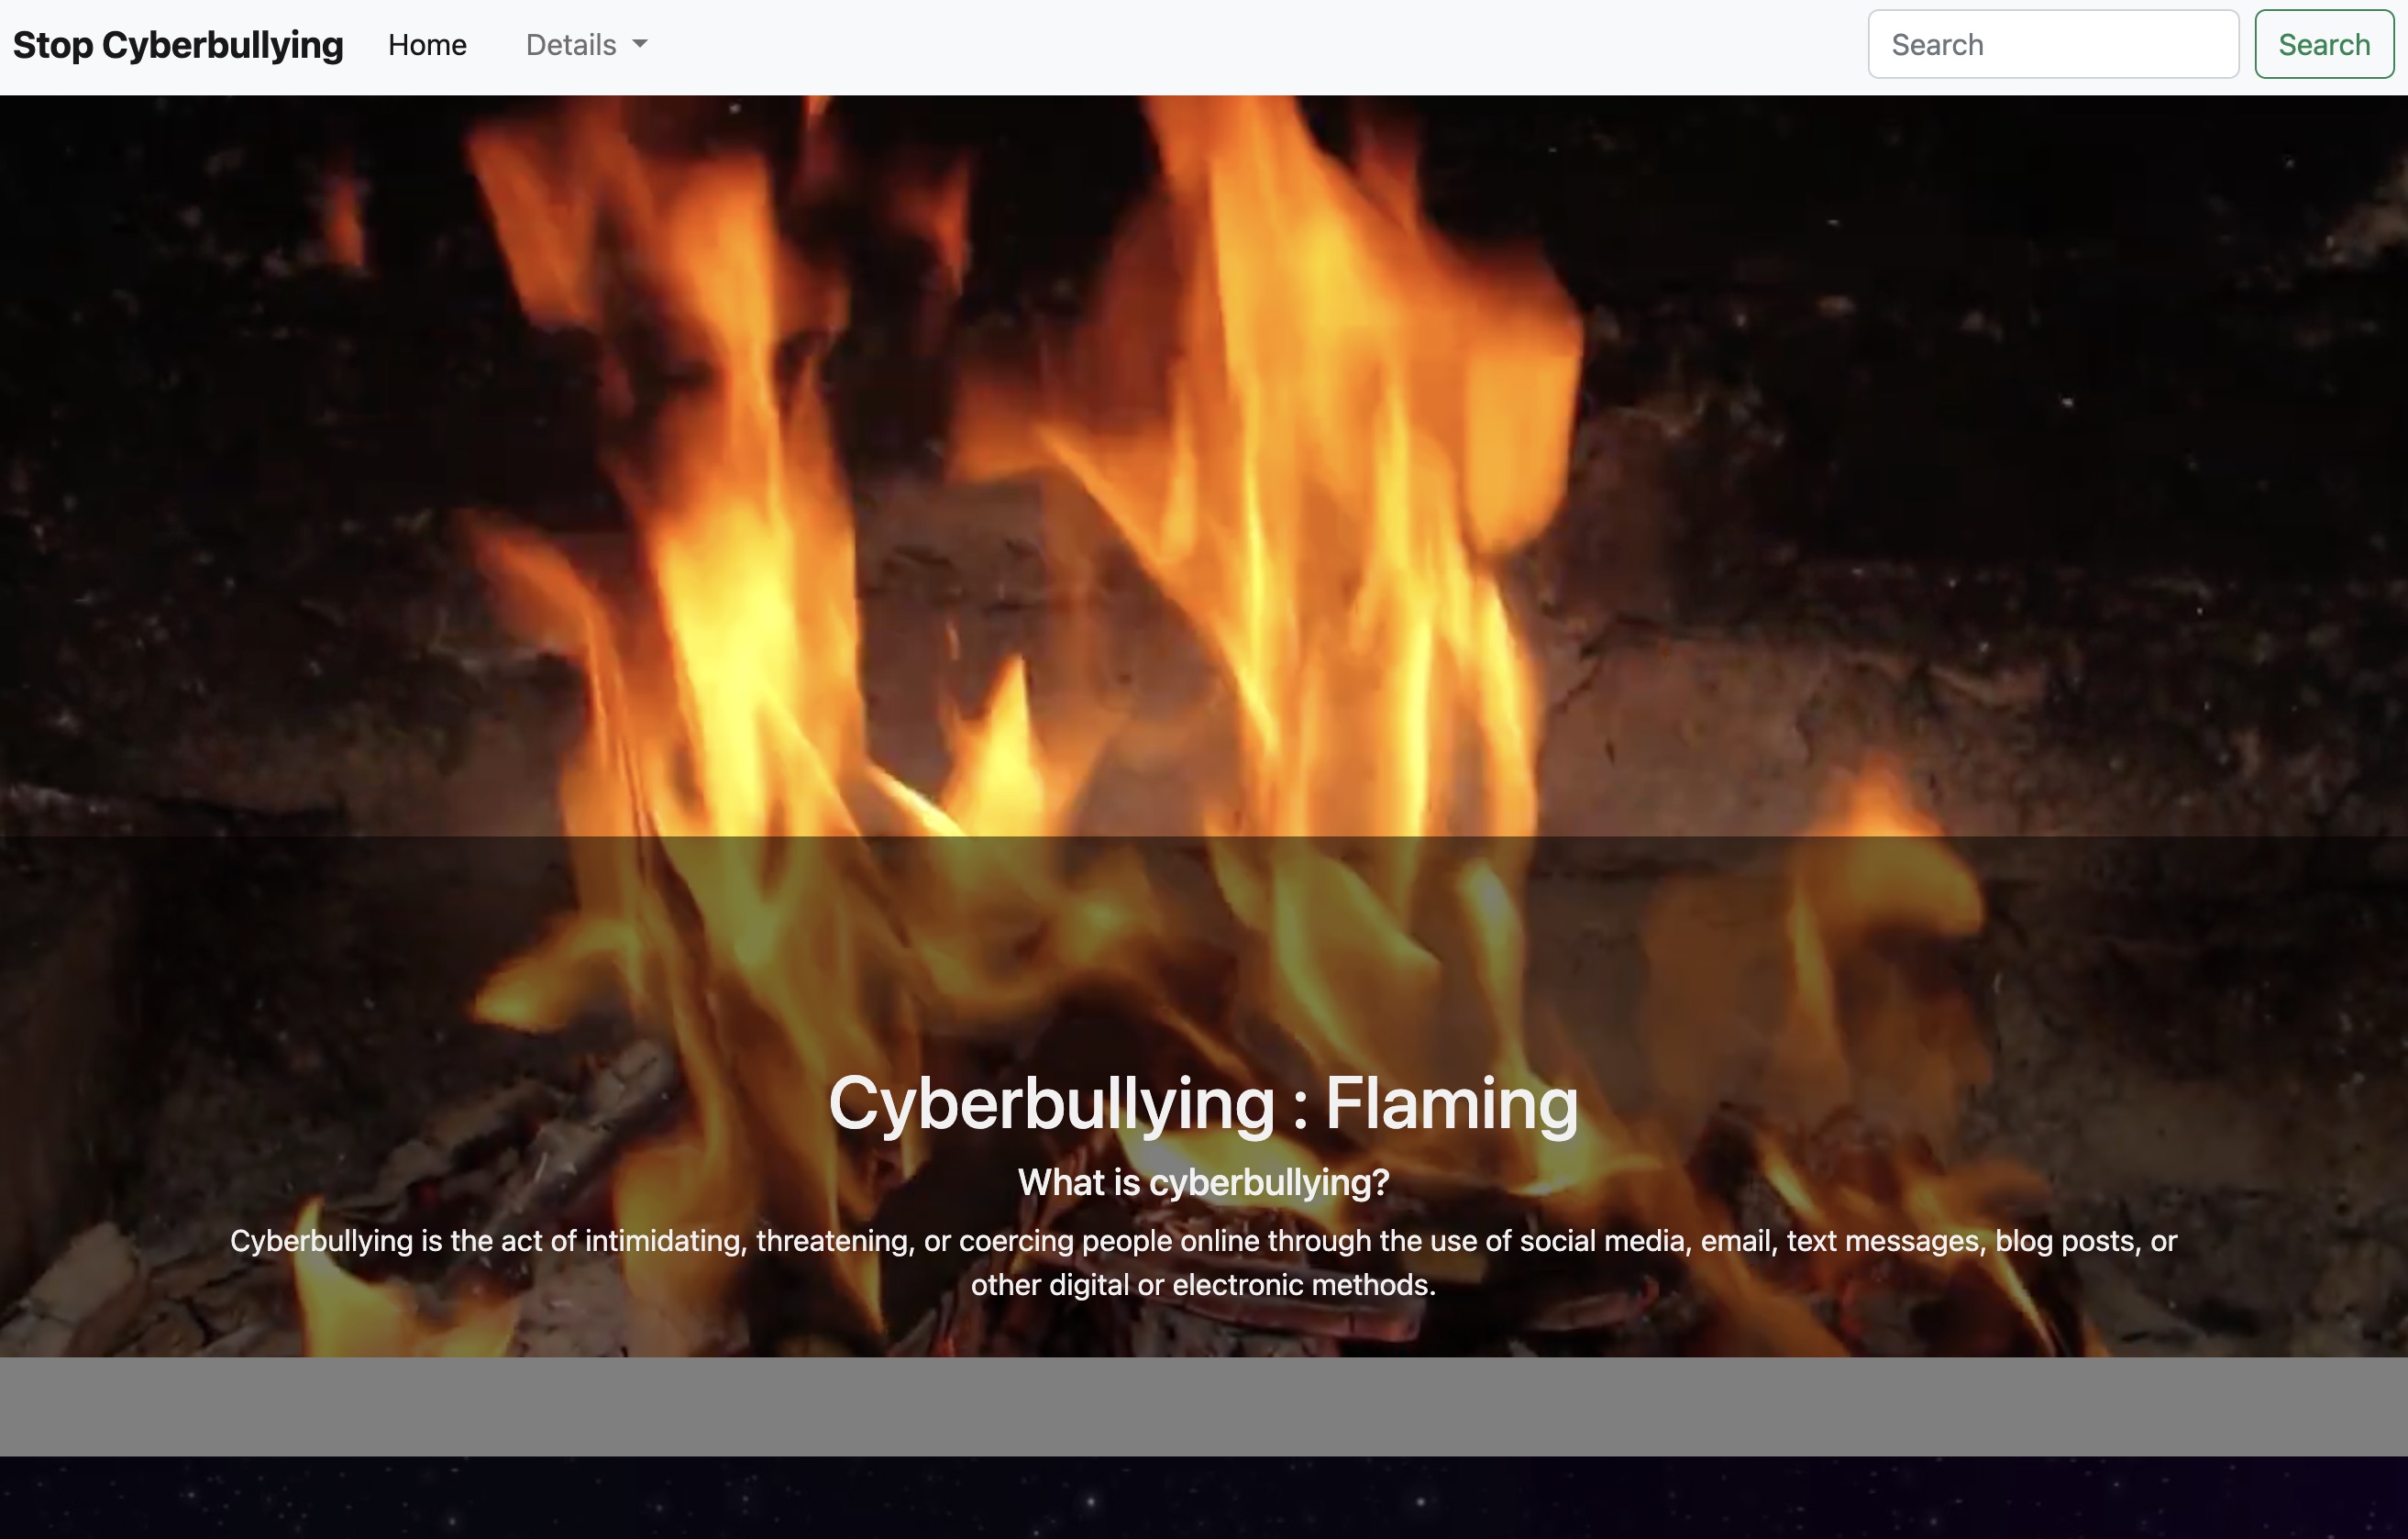 Stop Cyberbullying Home Details Search Search
Cyberbullying : Flaming
What is cyberbullying?
Cyberbullying is the act of intimidating, threatening, or coercing people online through the use of social media, email, text messages, blog posts, or
other digital or electronic methods.